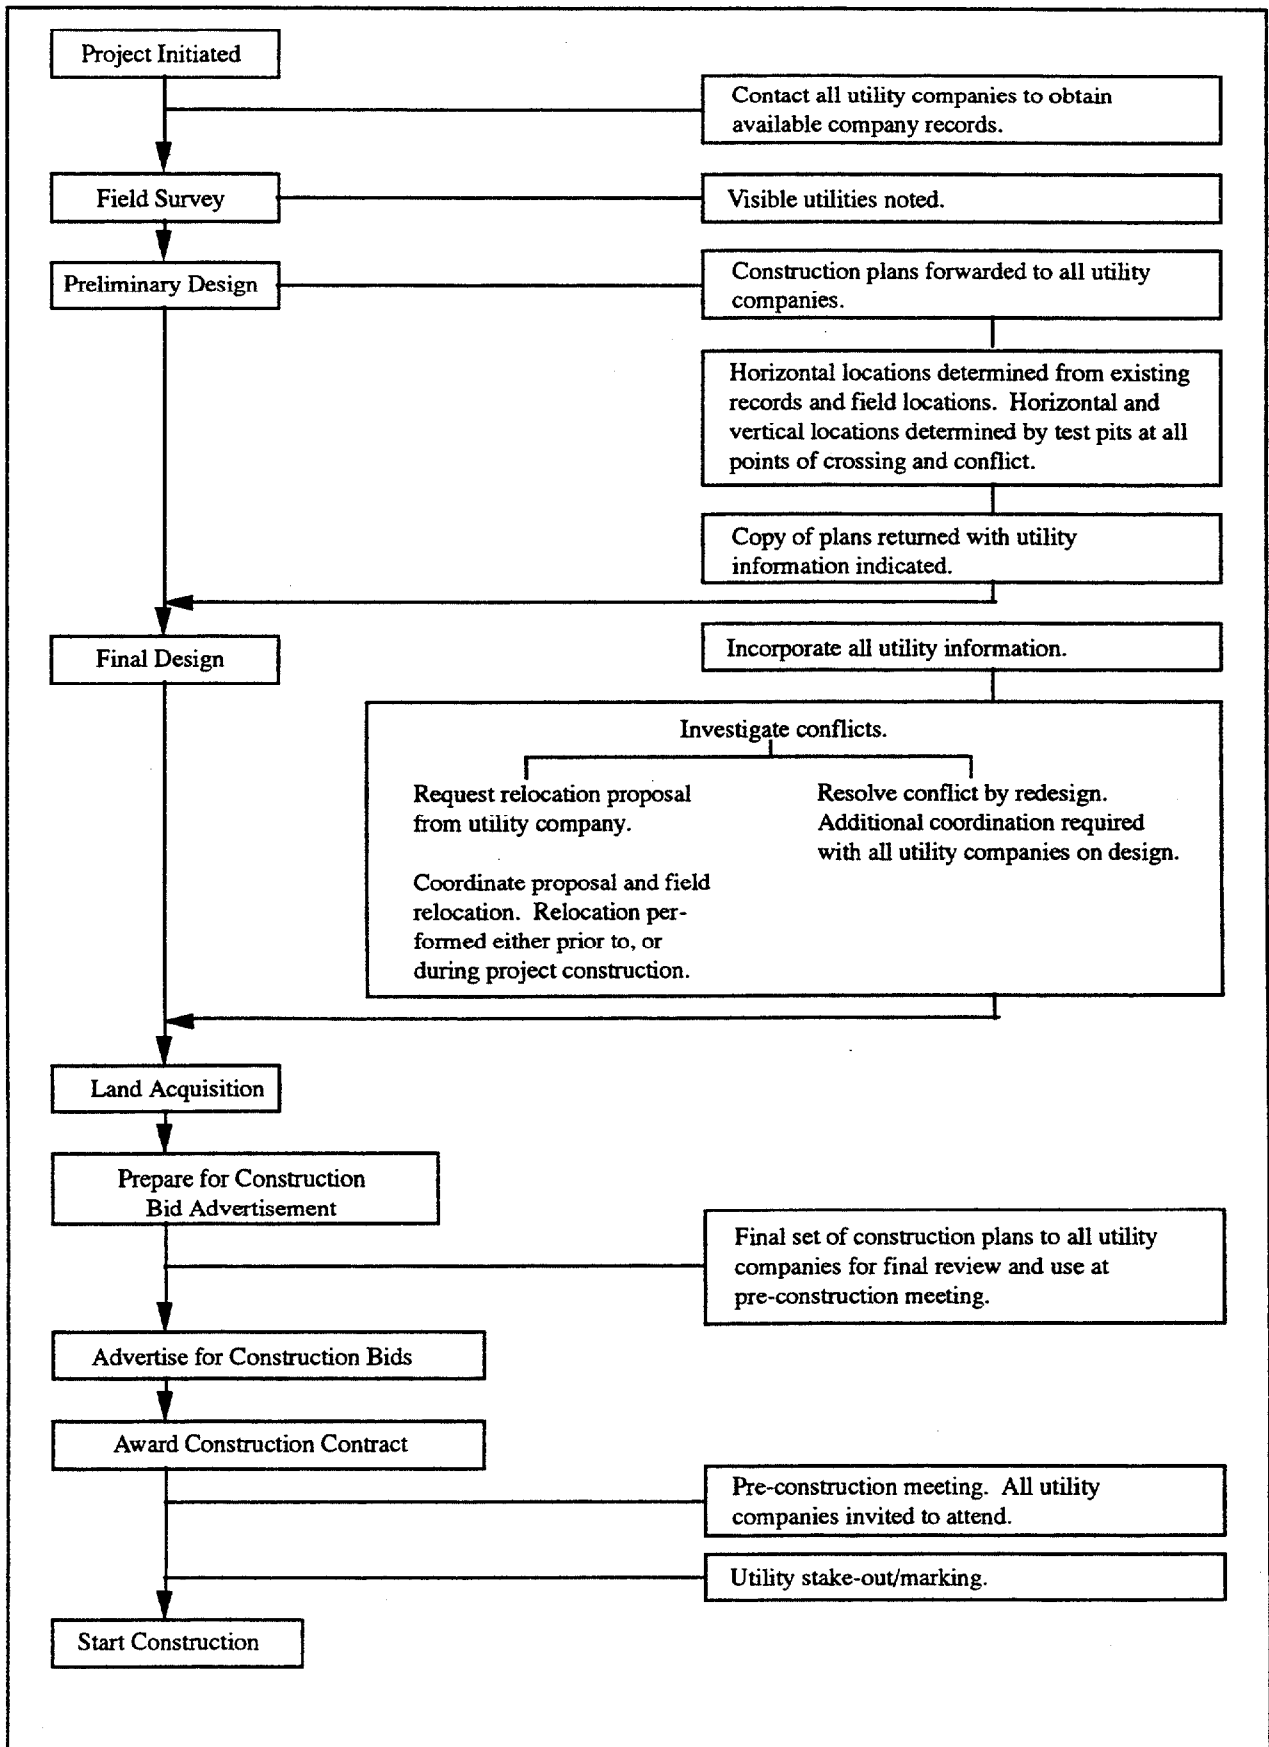 Project Initiated
Contact all utility companies to obtain
available company records.
Field Survey
Visible utilities noted.
Preliminary Design
Construction plans forwarded to all utility
companies.
Horizontal locations determined from existing
records and field locations.  Horizontal and
vertical locations determined by test pits at all
points of crossing and conflict.
Copy of plans returned with utility
information indicated.
Final Design
Incorporate all utility information.
Investigate conflicts.
Request relocation proposal
from utility company.
Coordinate proposal and field
relocation.  Relocation per-
formed either prior to, or
during project construction.
Resolve conflict by redesign.
Additional coordination required
with all utility companies on design.
Land Acquisition
Prepare for Construction
Bid Advertisement
Final set of construction plans to all utility
companies for final review and use at
pre-construction meeting.
Advertise for Construction Bids
Award Construction Contract
Pre-construction meeting.  All utility
companies invited to attend.
Utility stake-out/marking.
Start Construction